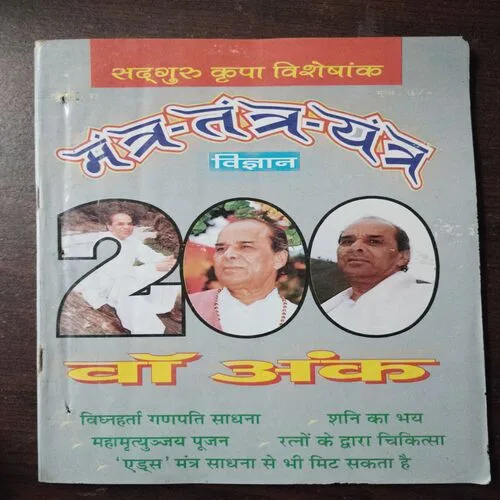 सद्‌गुरु कृपा विशेषांक
मंत्र-तंत्र-यंत्र
विज्ञान
200
वाँ अंक
- विघ्नहर्ता गणपति साधना - शनि का भय
- महामृत्युञ्जय पूजन - रत्नों के द्वारा चिकित्सा
- 'एड्स' मंत्र साधना से भी मिट सकता है